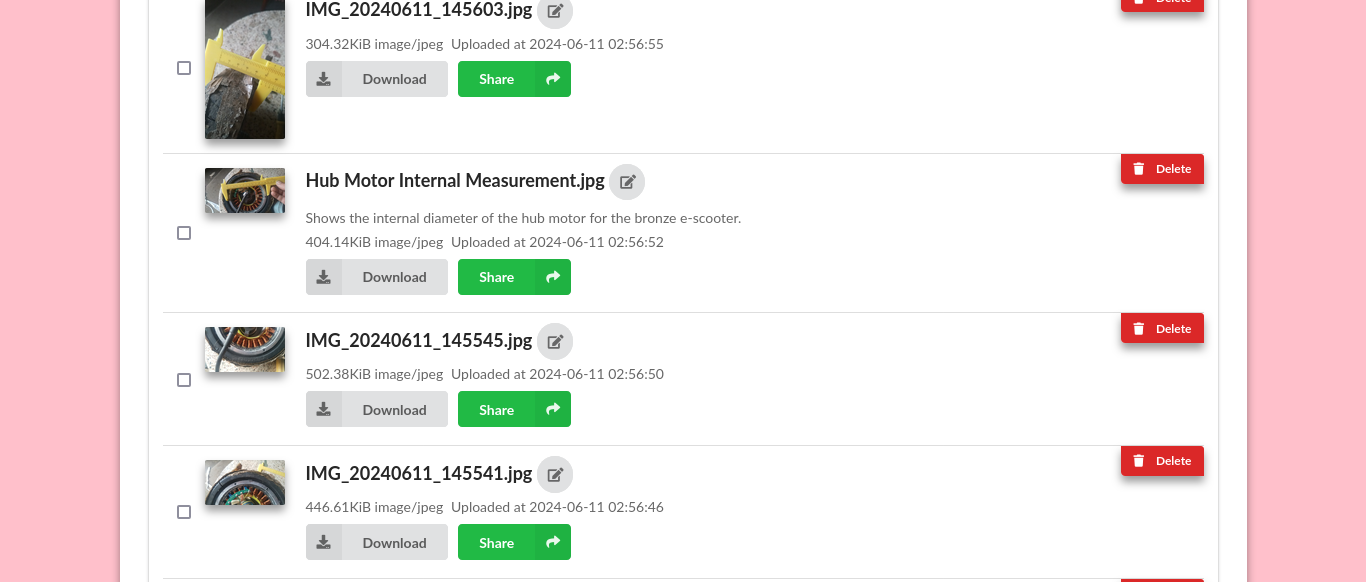 IMG_20240611_145603.jpg
Delete
304.32KiB image/jpeg Uploaded at 2024-06-11 02:56:55
Download Share
Hub Motor Internal Measurement.jpg
Delete
Shows the internal diameter of the hub motor for the bronze e-scooter.
404.14KiB image/jpeg Uploaded at 2024-06-11 02:56:52
Download Share
IMG_20240611_145545.jpg
Delete
502.38KiB image/jpeg Uploaded at 2024-06-11 02:56:50
Download Share
IMG_20240611_145541.jpg
Delete
446.61KiB image/jpeg Uploaded at 2024-06-11 02:56:46
Download Share